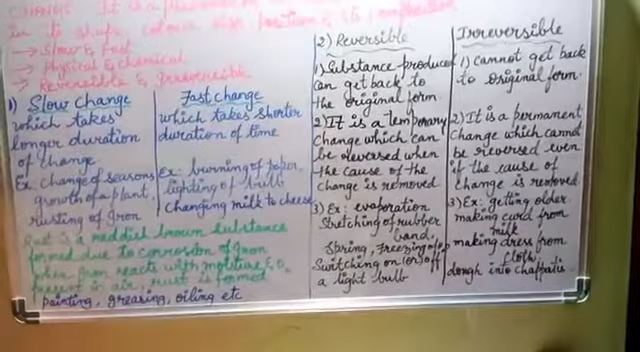 CHANGE: It is a
in its shape, colour size position, its composition
→ Slow & fast
→ Physical & chemical
→ Reversible & Irreversible
1) Slow change
which takes
longer duration
of change
Ex: change of seasons
growth of a plant,
rusting of Iron
Fast change
which takes shorter
duration of time
Ex: burning of paper,
lighting of bulb
changing milk to cheese
Rust is a reddish brown substance
formed due to corrosion of Iron
when Iron reacts with moisture & O2
present in air, rust is formed
painting, greasing, oiling etc
2) Reversible
1) Substance produced
can get back to
the original form.
2) It is a temporary
change which can
be reversed when
the cause of the
change is removed
3) Ex: evaporation
Stretching of rubber
band,
Spring, freezing of
Switching on (or) off
a light bulb
Irreversible
1) cannot get back
to original form.
2) It is a permanent
change which cannot
be reversed even
if the cause of
change is removed
3) Ex: getting older
making curd from
milk
making dress from
cloth
dough into chappatis